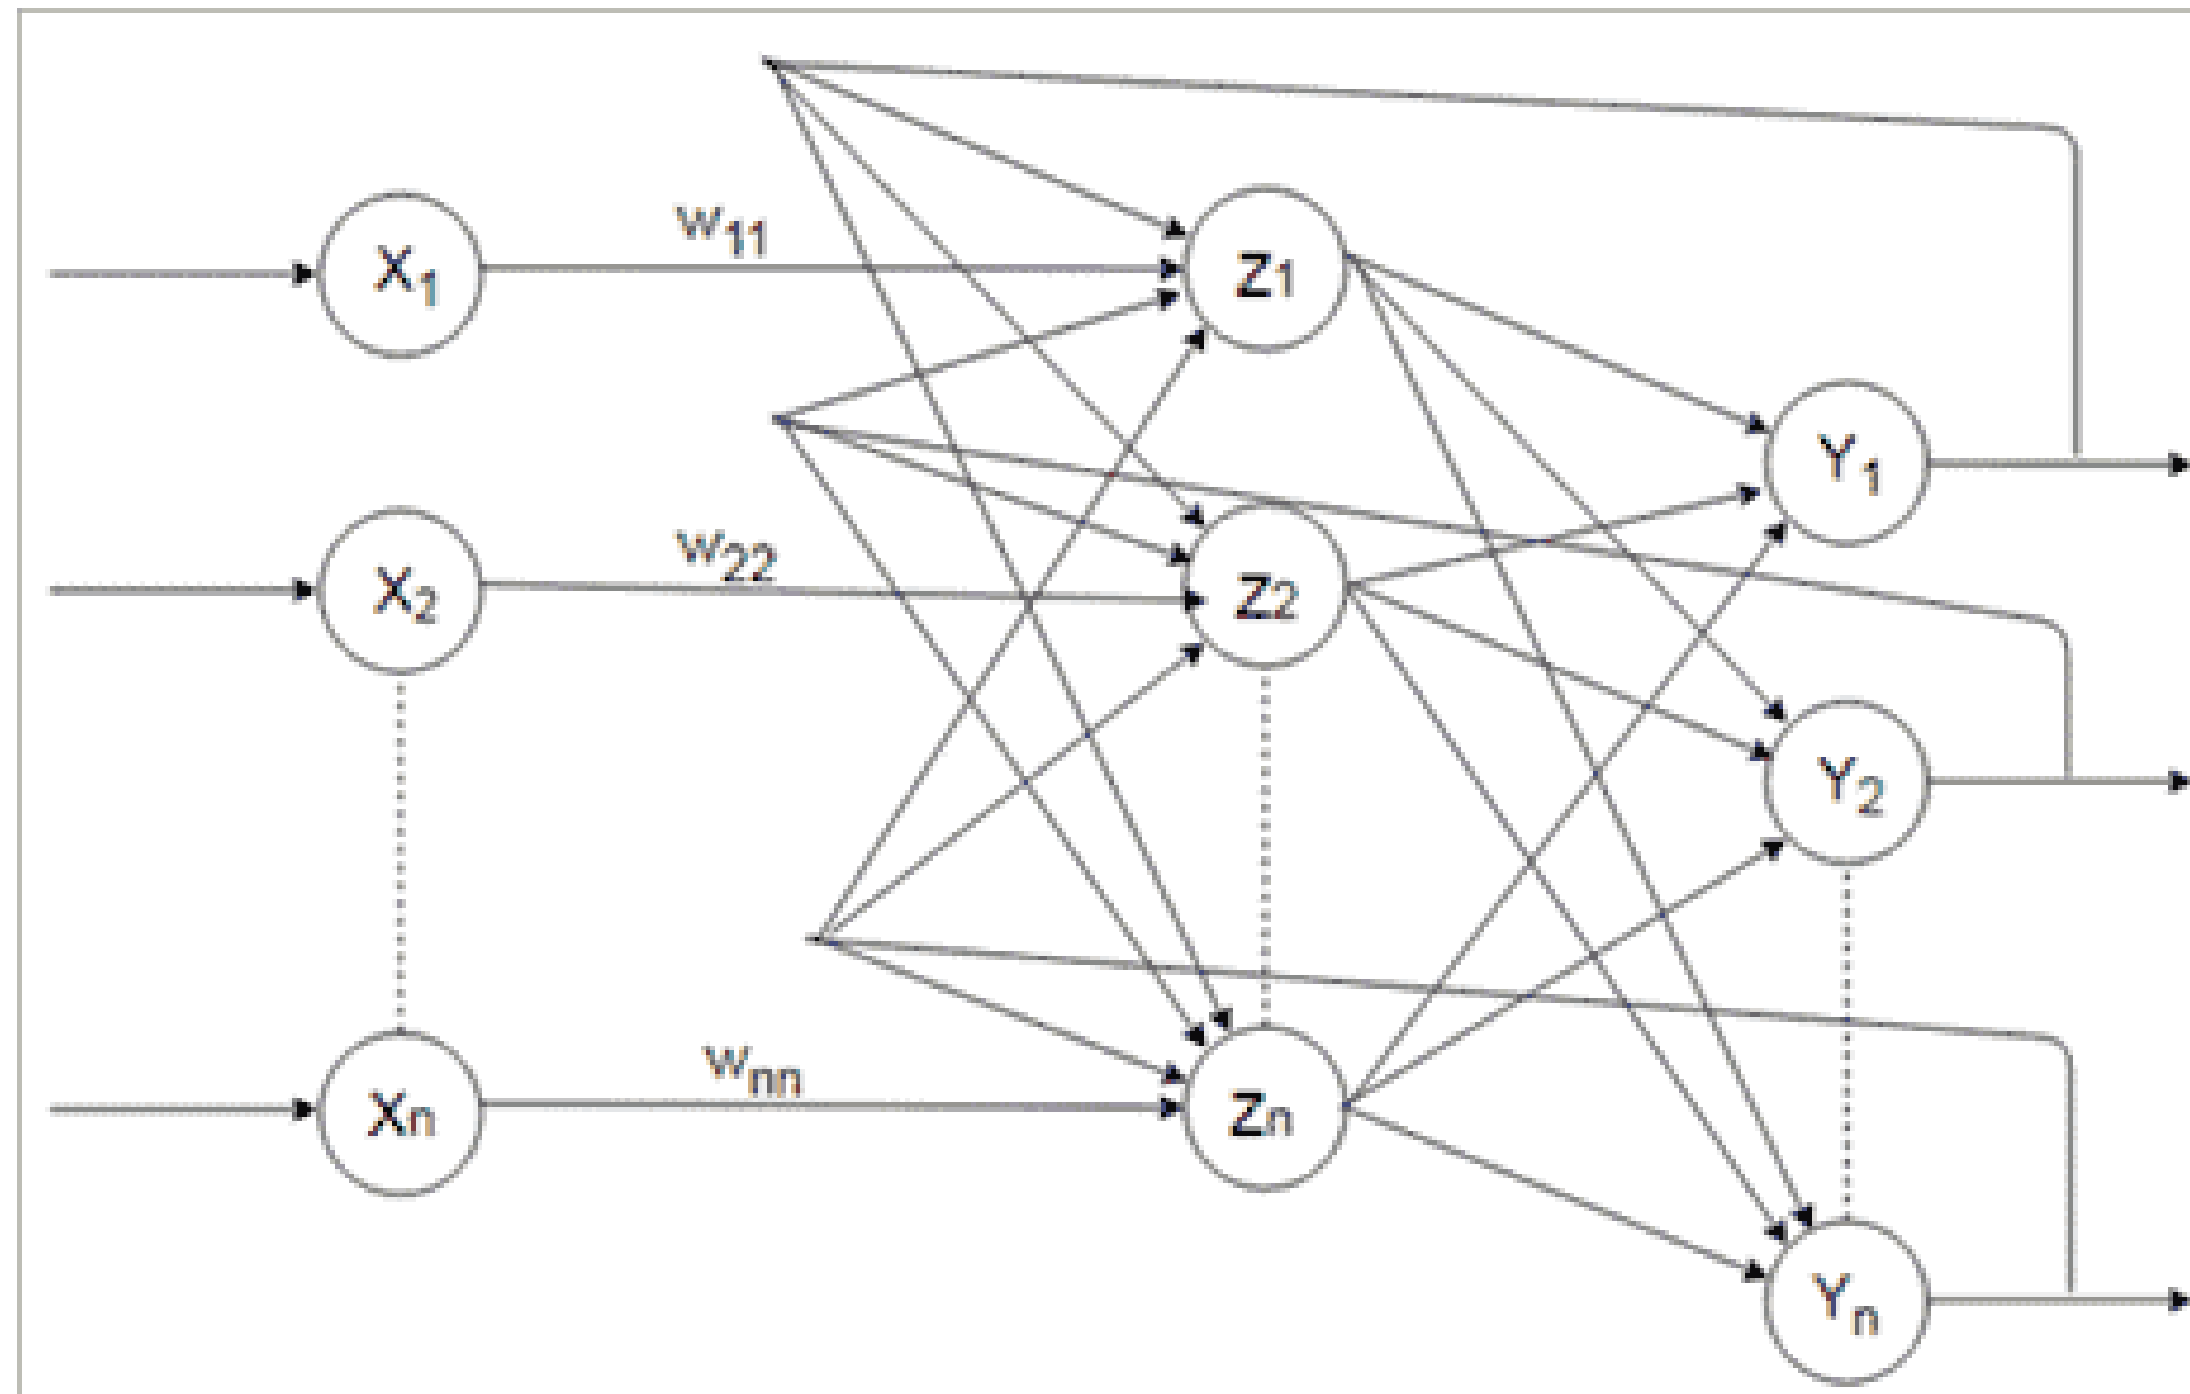 w₁₁
X₁
Z₁
Y₁
w₂₂
X₂
Z₂
Y₂
wₙₙ
Xₙ
Zₙ
Yₙ